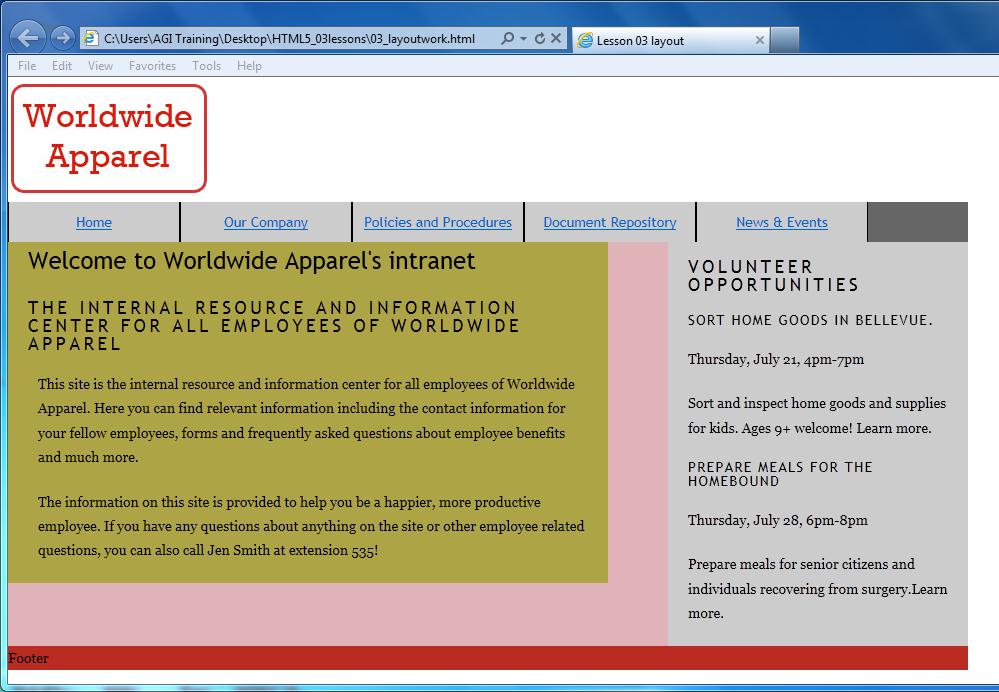 C:\Users\AGI Training\Desktop\HTML5_03lessons\03_layoutwork.html
Lesson 03 layout
File Edit View Favorites Tools Help
Worldwide
Apparel
Home Our Company Policies and Procedures Document Repository News & Events
Welcome to Worldwide Apparel's intranet
THE INTERNAL RESOURCE AND INFORMATION
CENTER FOR ALL EMPLOYEES OF WORLDWIDE
APPAREL
This site is the internal resource and information center for all employees of Worldwide
Apparel. Here you can find relevant information including the contact information for
your fellow employees, forms and frequently asked questions about employee benefits
and much more.
The information on this site is provided to help you be a happier, more productive
employee. If you have any questions about anything on the site or other employee related
questions, you can also call Jen Smith at extension 535!
VOLUNTEER
OPPORTUNITIES
SORT HOME GOODS IN BELLEVUE.
Thursday, July 21, 4pm-7pm
Sort and inspect home goods and supplies
for kids. Ages 9+ welcome! Learn more.
PREPARE MEALS FOR THE
HOMEBOUND
Thursday, July 28, 6pm-8pm
Prepare meals for senior citizens and
individuals recovering from surgery.Learn
more.
Footer